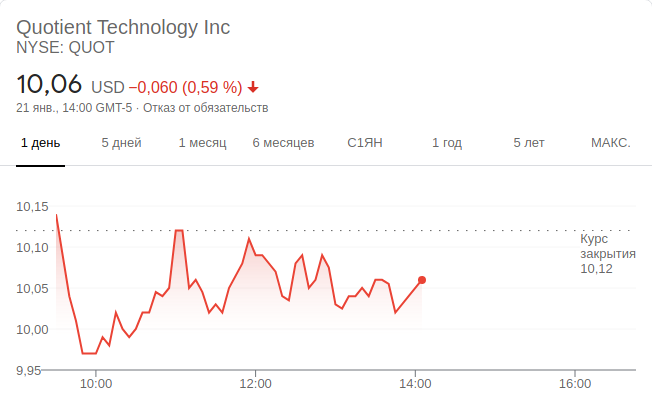 Quotient Technology Inc
NYSE: QUOT
10,06 USD −0,060 (0,59 %)
21 янв., 14:00 GMT-5 · Отказ от обязательств
1 день 5 дней 1 месяц 6 месяцев С1ЯН 1 год 5 лет МАКС.
10,15
Курс
10,10
закрытия
10,12
10,05
10,00
9,95
10:00 12:00 14:00 16:00